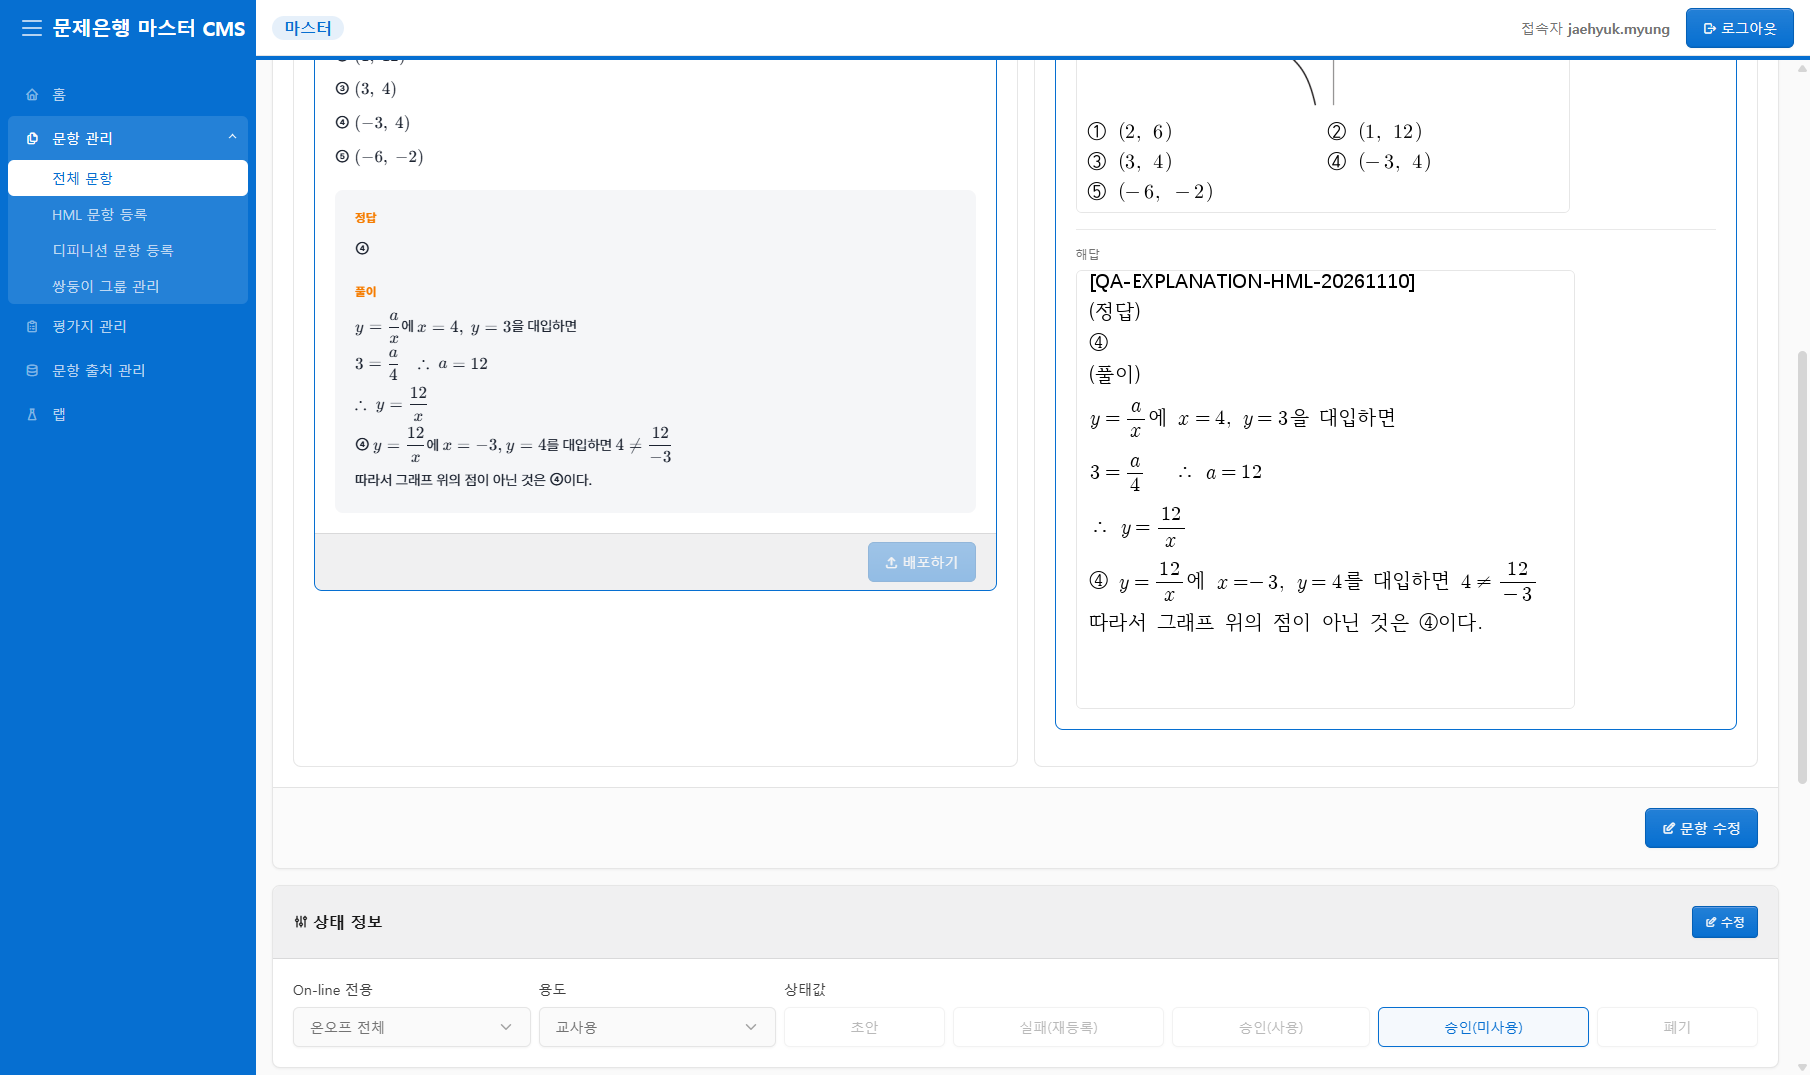 문제은행 마스터 CMS
마스터
접속자 jaehyuk.myung
로그아웃
홈
문항 관리
전체 문항
HML 문항 등록
디피니션 문항 등록
쌍둥이 그룹 관리
평가지 관리
문항 출처 관리
랩
③ (3, 4)
④ (−3, 4)
⑤ (−6, −2)
정답
④
풀이
y = a/x 에 x = 4, y = 3을 대입하면
3 = a/4 ∴ a = 12
∴ y = 12/x
④ y = 12/x 에 x = −3, y = 4를 대입하면 4 ≠ 12/−3
따라서 그래프 위의 점이 아닌 것은 ④이다.
배포하기
① (2, 6) ② (1, 12)
③ (3, 4) ④ (−3, 4)
⑤ (−6, −2)
해답
[QA-EXPLANATION-HML-20261110]
(정답)
④
(풀이)
y = a/x 에 x = 4, y = 3을 대입하면
3 = a/4 ∴ a = 12
∴ y = 12/x
④ y = 12/x 에 x = −3, y = 4를 대입하면 4 ≠ 12/−3
따라서 그래프 위의 점이 아닌 것은 ④이다.
문항 수정
상태 정보
수정
On-line 전용
용도
상태값
온오프 전체
교사용
초안
실패(재등록)
승인(사용)
승인(미사용)
폐기